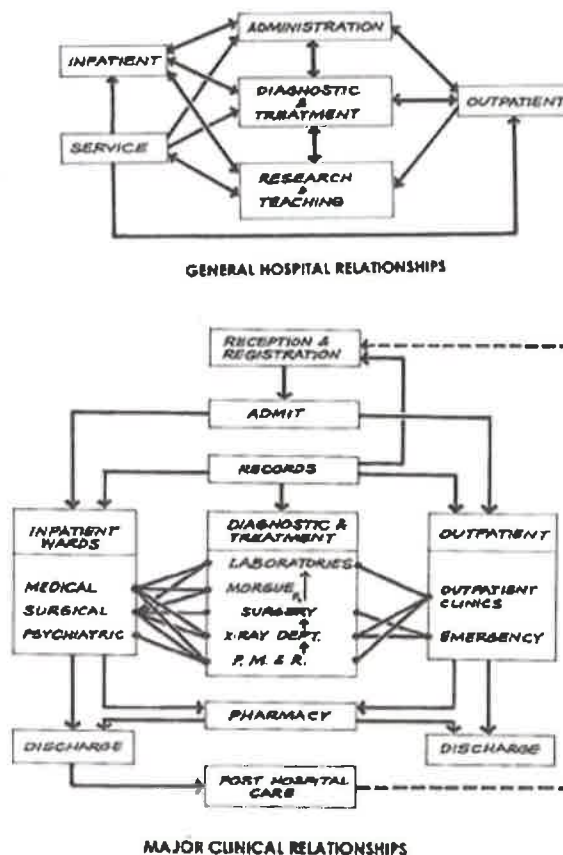 ADMINISTRATION
INPATIENT
DIAGNOSTIC
&
TREATMENT
OUTPATIENT
SERVICE
RESEARCH
&
TEACHING
GENERAL HOSPITAL RELATIONSHIPS
RECEPTION &
REGISTRATION
ADMIT
RECORDS
INPATIENT
WARDS
MEDICAL
SURGICAL
PSYCHIATRIC
DIAGNOSTIC &
TREATMENT
LABORATORIES
MORGUE
SURGERY
X-RAY DEPT.
P. M. & R.
OUTPATIENT
OUTPATIENT
CLINICS
EMERGENCY
PHARMACY
DISCHARGE
DISCHARGE
POST HOSPITAL
CARE
MAJOR CLINICAL RELATIONSHIPS